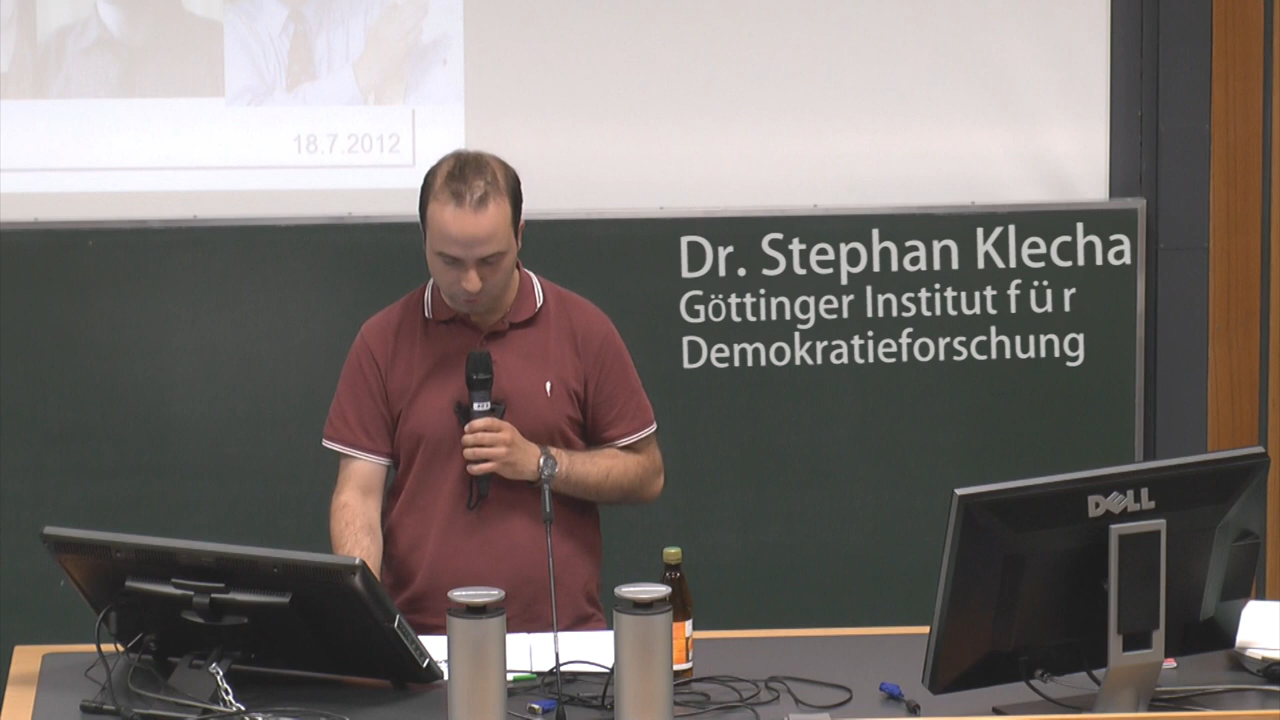 18.7.2012
Dr. Stephan Klecha
Göttinger Institut für
Demokratieforschung
DELL